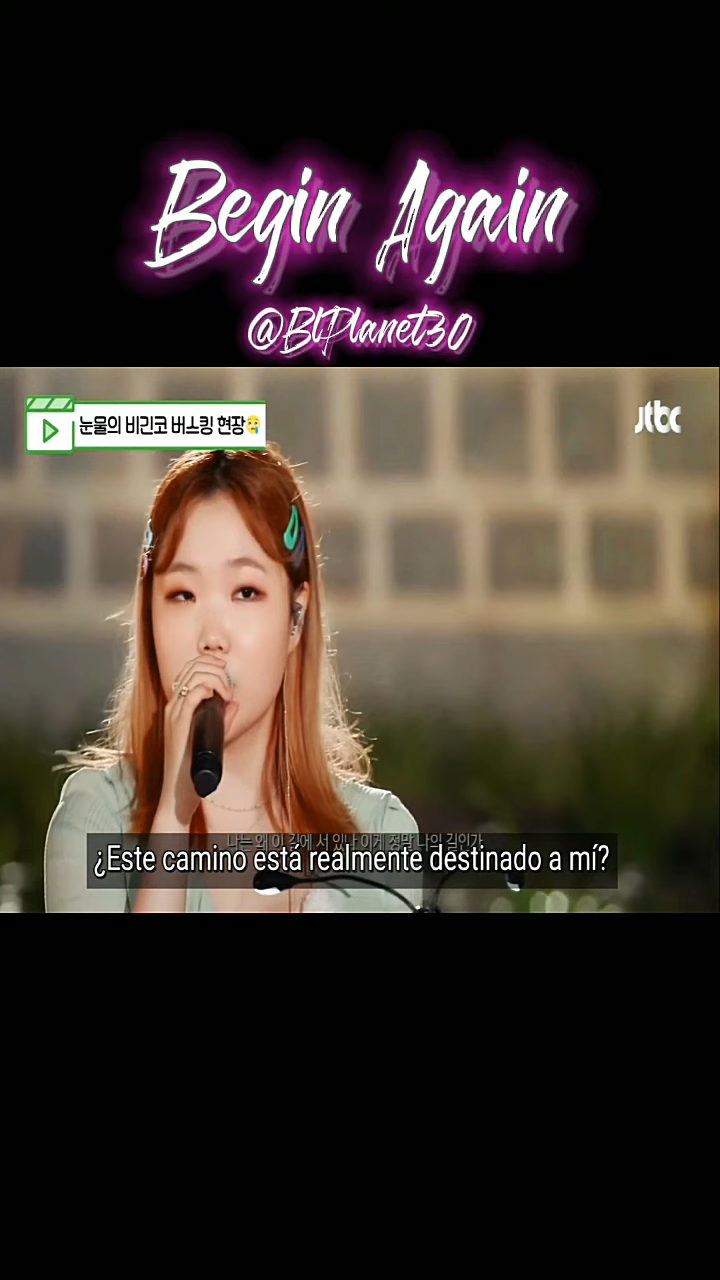 Begin Again
@BLPlanet30
눈물의 비긴코 버스킹 현장😢
jtbc
나는 왜 이 길에 서 있나 이게 정말 나의 길인가
¿Este camino está realmente destinado a mí?